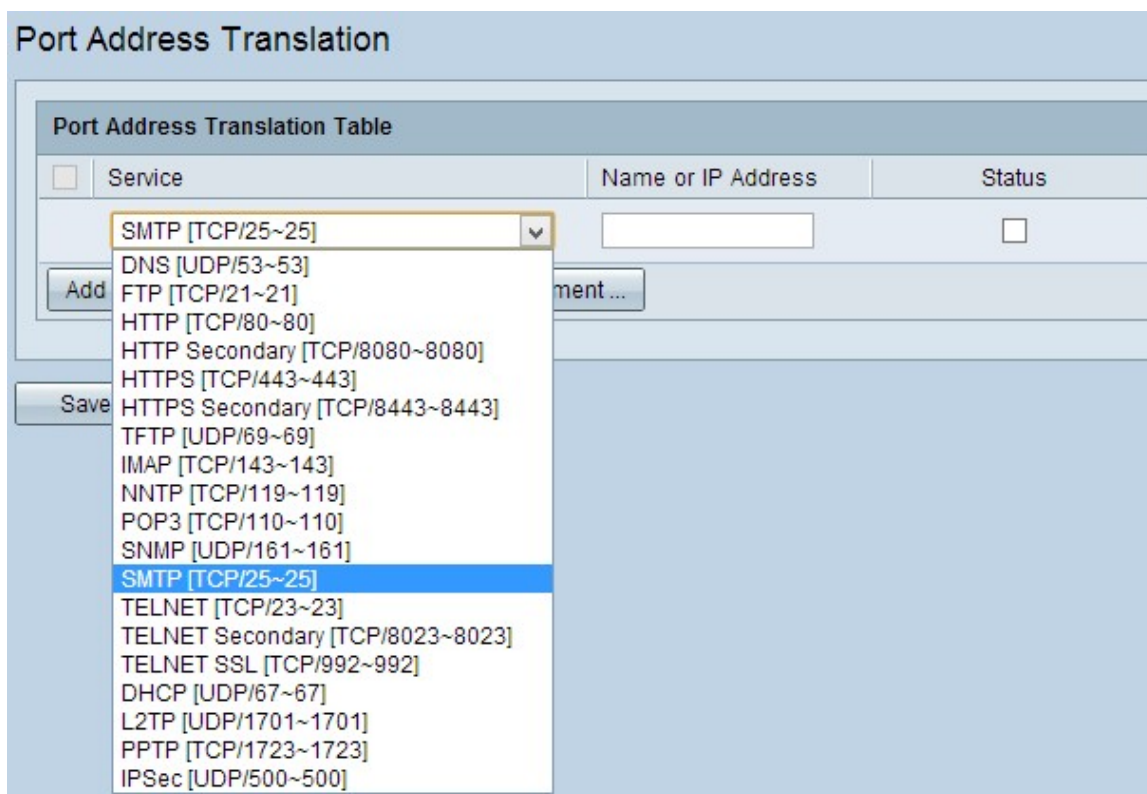 Port Address Translation
Port Address Translation Table
Service Name or IP Address Status
SMTP [TCP/25~25]
DNS [UDP/53~53]
Add ment ...
FTP [TCP/21~21]
HTTP [TCP/80~80]
HTTP Secondary [TCP/8080~8080]
HTTPS [TCP/443~443]
Save
HTTPS Secondary [TCP/8443~8443]
TFTP [UDP/69~69]
IMAP [TCP/143~143]
NNTP [TCP/119~119]
POP3 [TCP/110~110]
SNMP [UDP/161~161]
SMTP [TCP/25~25]
TELNET [TCP/23~23]
TELNET Secondary [TCP/8023~8023]
TELNET SSL [TCP/992~992]
DHCP [UDP/67~67]
L2TP [UDP/1701~1701]
PPTP [TCP/1723~1723]
IPSec [UDP/500~500]